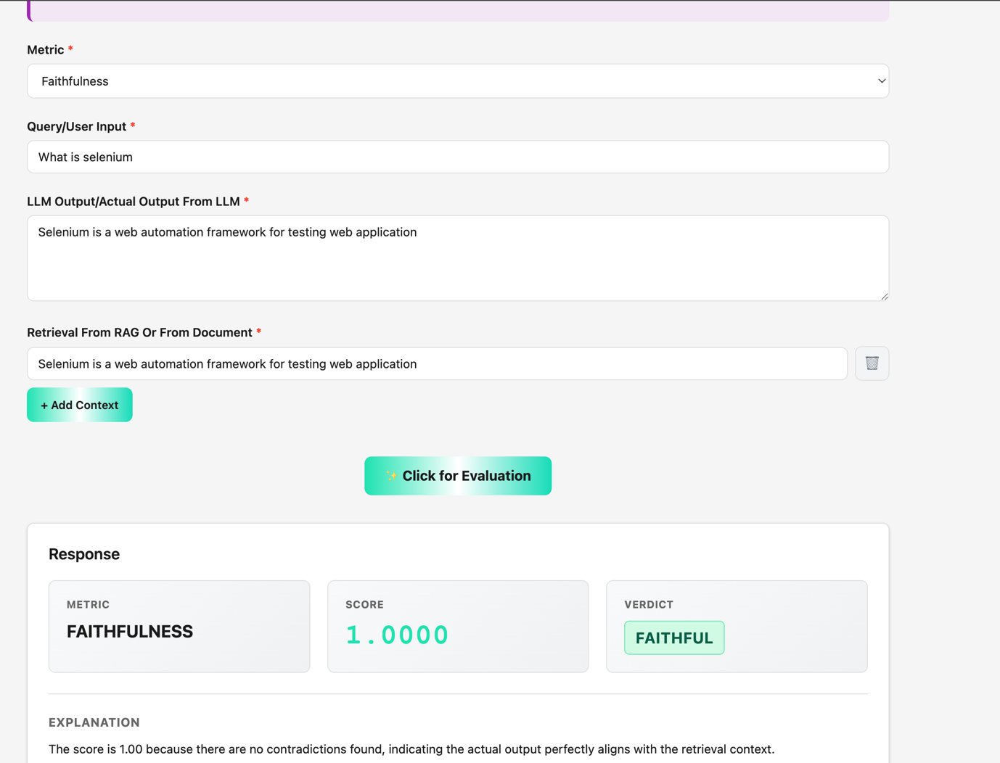 Metric *
Faithfulness
Query/User Input *
What is selenium
LLM Output/Actual Output From LLM *
Selenium is a web automation framework for testing web application
Retrieval From RAG Or From Document *
Selenium is a web automation framework for testing web application
+ Add Context
✨ Click for Evaluation
Response
METRIC
FAITHFULNESS
SCORE
1.0000
VERDICT
FAITHFUL
EXPLANATION
The score is 1.00 because there are no contradictions found, indicating the actual output perfectly aligns with the retrieval context.